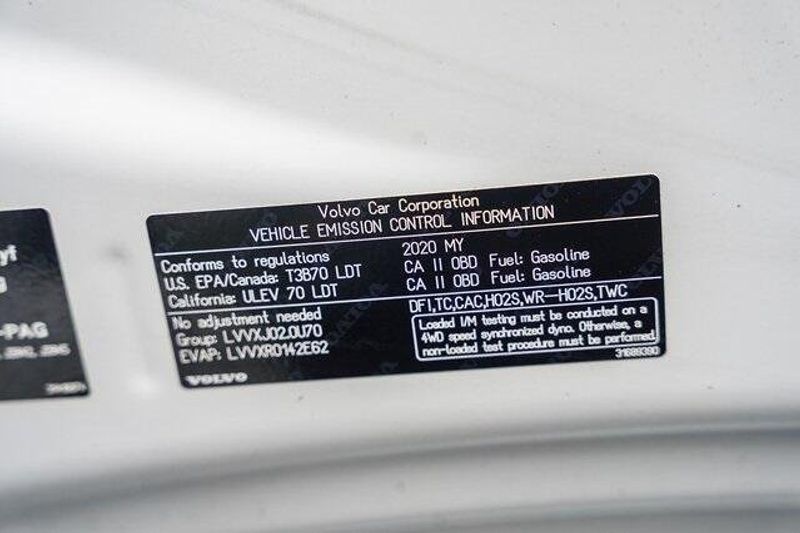 Volvo Car Corporation
VEHICLE EMISSION CONTROL INFORMATION
Conforms to regulations 2020 MY
U.S. EPA/Canada: T3B70 LDT CA II OBD Fuel: Gasoline
California: ULEV 70 LDT CA II OBD Fuel: Gasoline
No adjustment needed DFI,TC,CAC,HO2S,WR-HO2S,TWC
Group: LVVXJ02.0U70
EVAP: LVVXR0142E62
Loaded I/M testing must be conducted on a
4WD speed synchronized dyno. Otherwise, a
non-loaded test procedure must be performed.
31689390
VOLVO
yf
-PAG